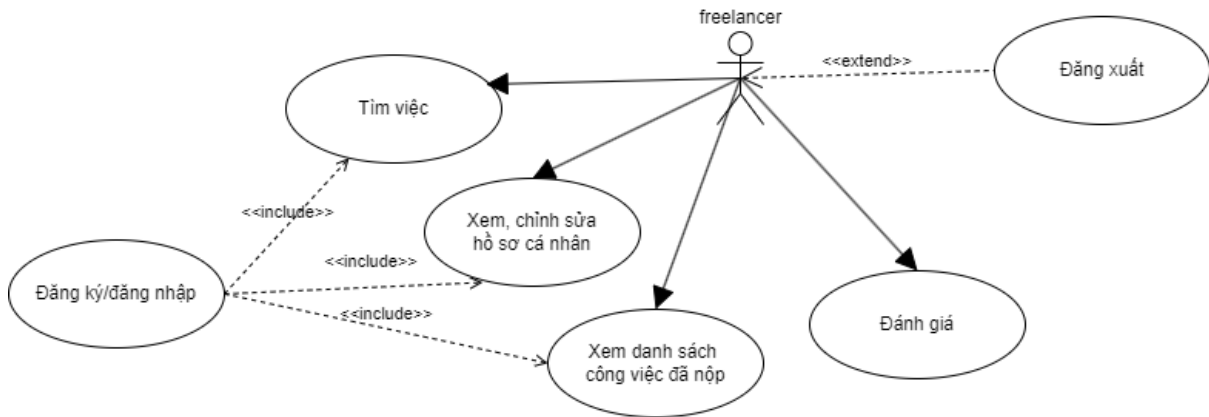 freelancer
<<extend>>
Đăng xuất
Tìm việc
<<include>>
Xem, chỉnh sửa
hồ sơ cá nhân
<<include>>
Đăng ký/đăng nhập
<<include>>
Đánh giá
Xem danh sách
công việc đã nộp